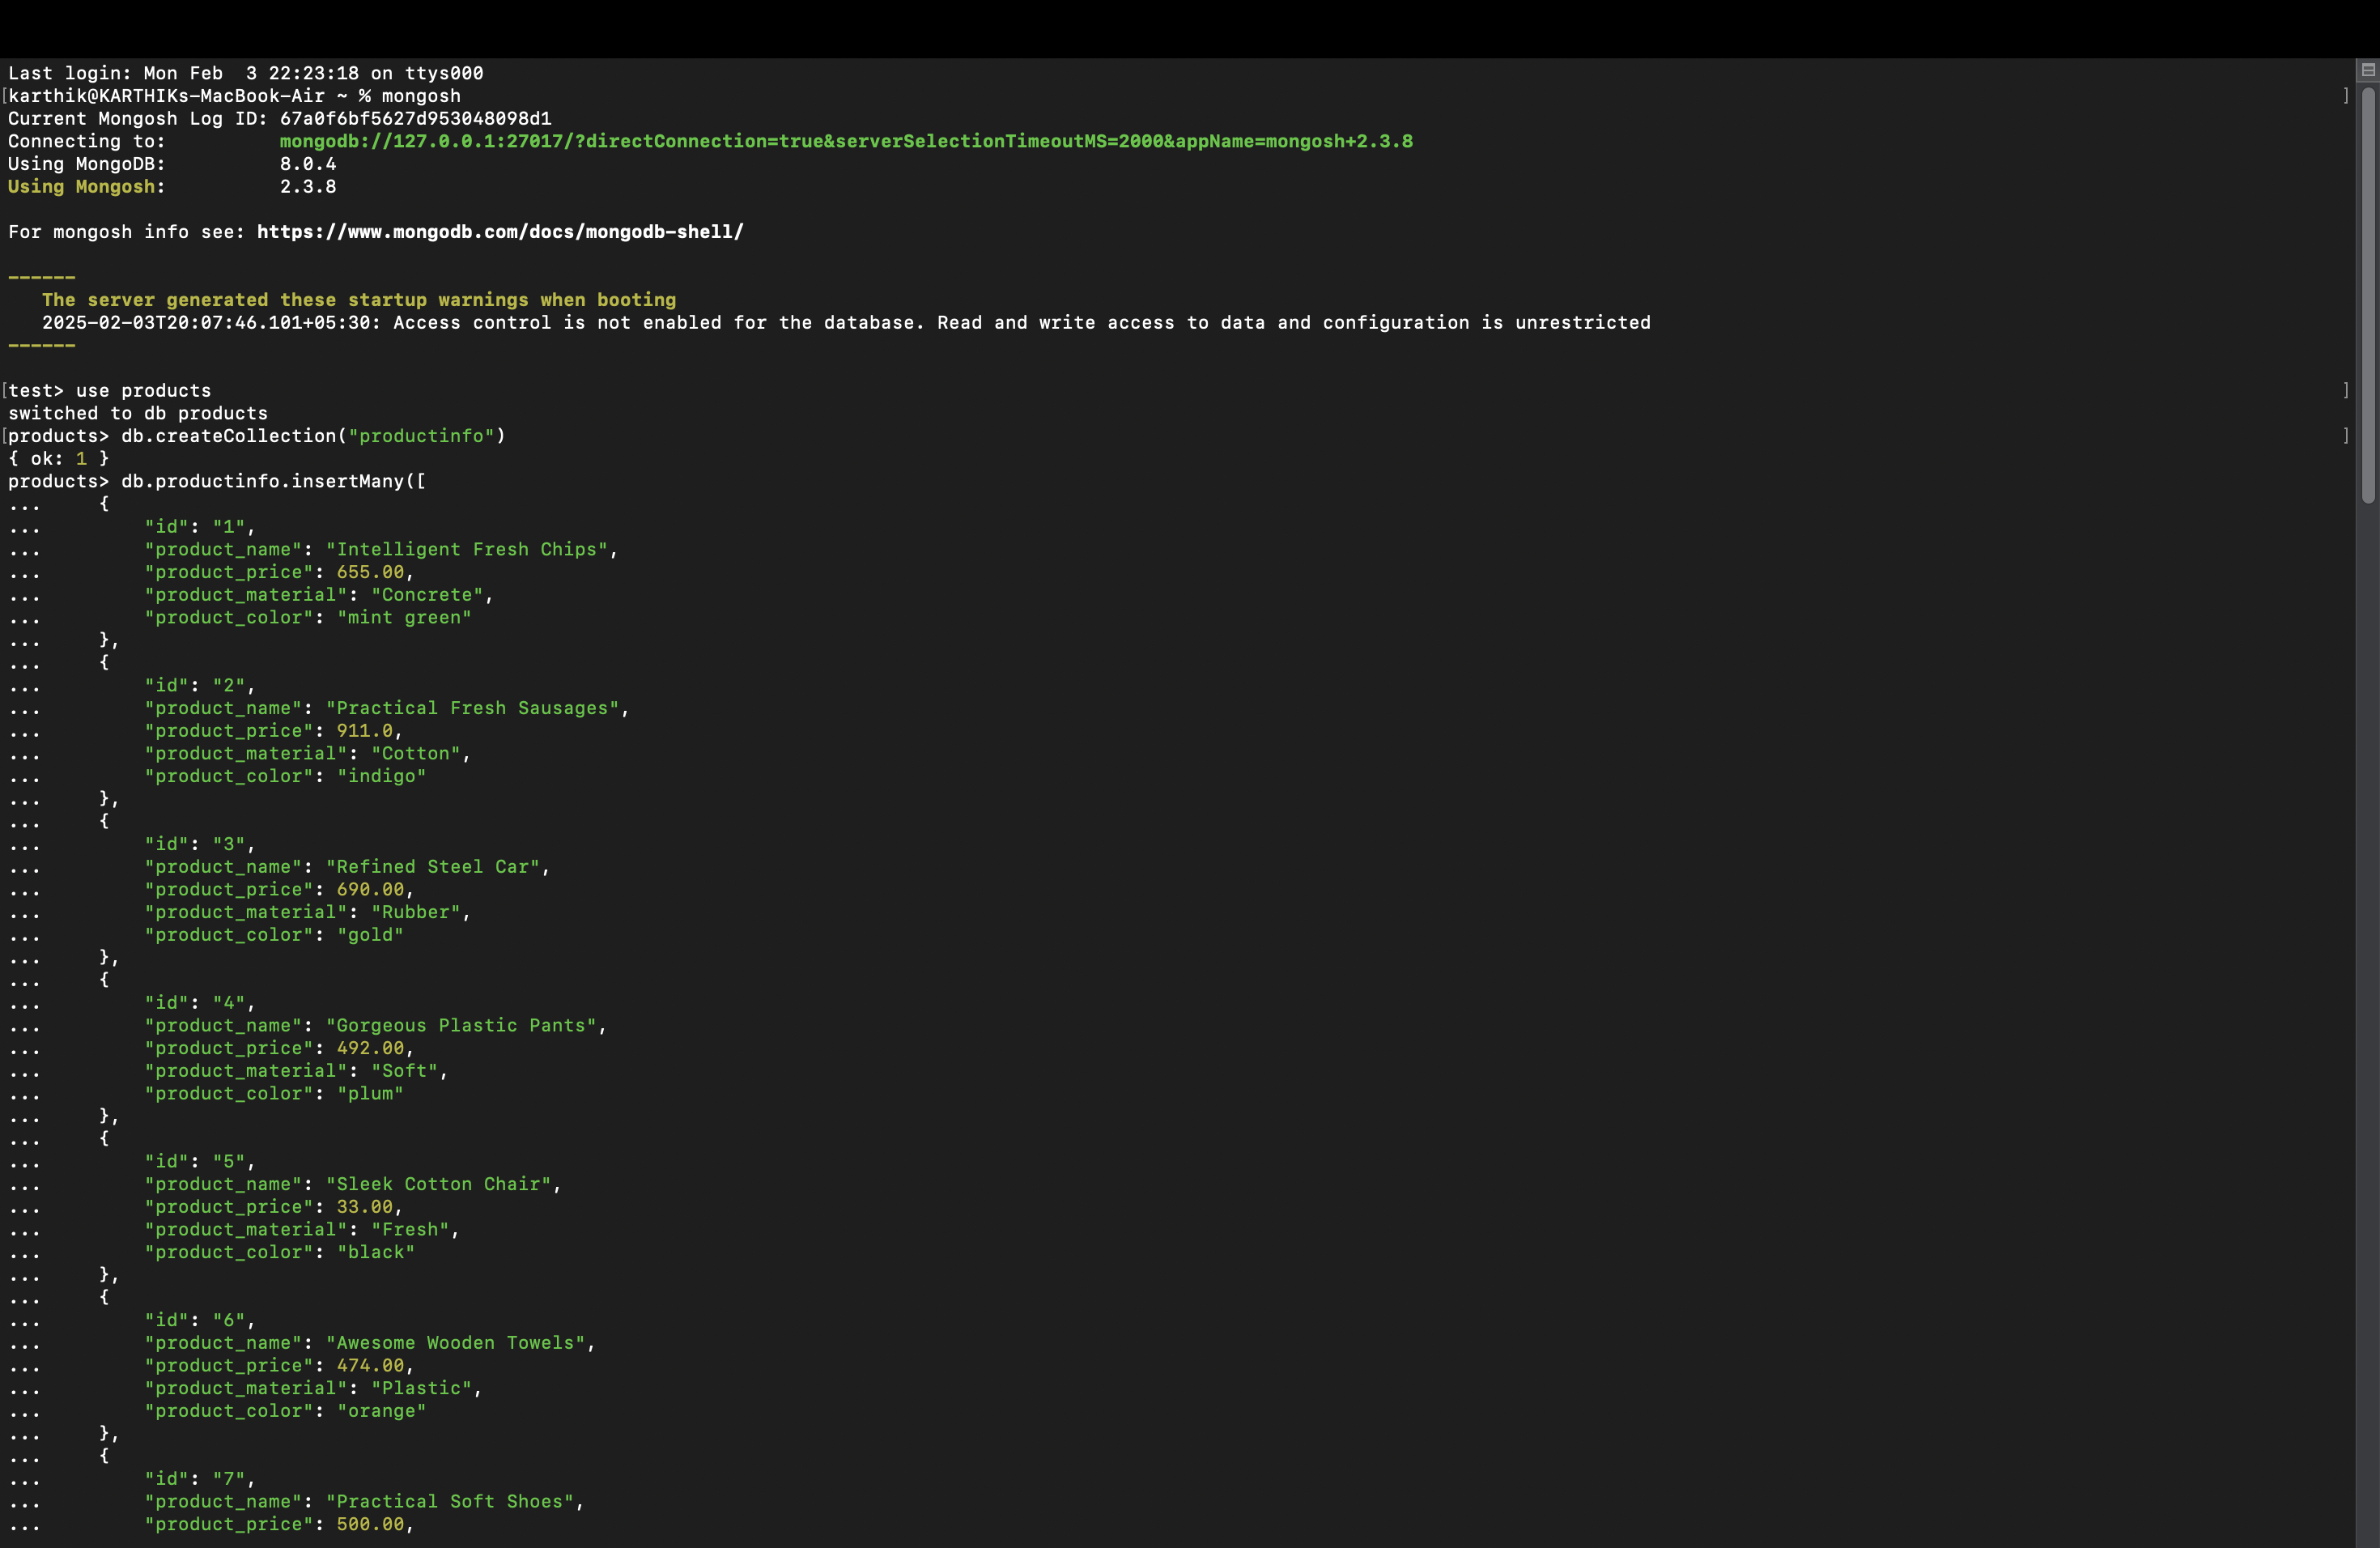 Last login: Mon Feb  3 22:23:18 on ttys000
[karthik@KARTHIKs-MacBook-Air ~ % mongosh ]
Current Mongosh Log ID: 67a0f6bf5627d953048098d1
Connecting to:          mongodb://127.0.0.1:27017/?directConnection=true&serverSelectionTimeoutMS=2000&appName=mongosh+2.3.8
Using MongoDB:          8.0.4
Using Mongosh:          2.3.8

For mongosh info see: https://www.mongodb.com/docs/mongodb-shell/

------
   The server generated these startup warnings when booting
   2025-02-03T20:07:46.101+05:30: Access control is not enabled for the database. Read and write access to data and configuration is unrestricted
------

[test> use products ]
switched to db products
[products> db.createCollection("productinfo") ]
{ ok: 1 }
products> db.productinfo.insertMany([
...     {
...         "id": "1",
...         "product_name": "Intelligent Fresh Chips",
...         "product_price": 655.00,
...         "product_material": "Concrete",
...         "product_color": "mint green"
...     },
...     {
...         "id": "2",
...         "product_name": "Practical Fresh Sausages",
...         "product_price": 911.0,
...         "product_material": "Cotton",
...         "product_color": "indigo"
...     },
...     {
...         "id": "3",
...         "product_name": "Refined Steel Car",
...         "product_price": 690.00,
...         "product_material": "Rubber",
...         "product_color": "gold"
...     },
...     {
...         "id": "4",
...         "product_name": "Gorgeous Plastic Pants",
...         "product_price": 492.00,
...         "product_material": "Soft",
...         "product_color": "plum"
...     },
...     {
...         "id": "5",
...         "product_name": "Sleek Cotton Chair",
...         "product_price": 33.00,
...         "product_material": "Fresh",
...         "product_color": "black"
...     },
...     {
...         "id": "6",
...         "product_name": "Awesome Wooden Towels",
...         "product_price": 474.00,
...         "product_material": "Plastic",
...         "product_color": "orange"
...     },
...     {
...         "id": "7",
...         "product_name": "Practical Soft Shoes",
...         "product_price": 500.00,